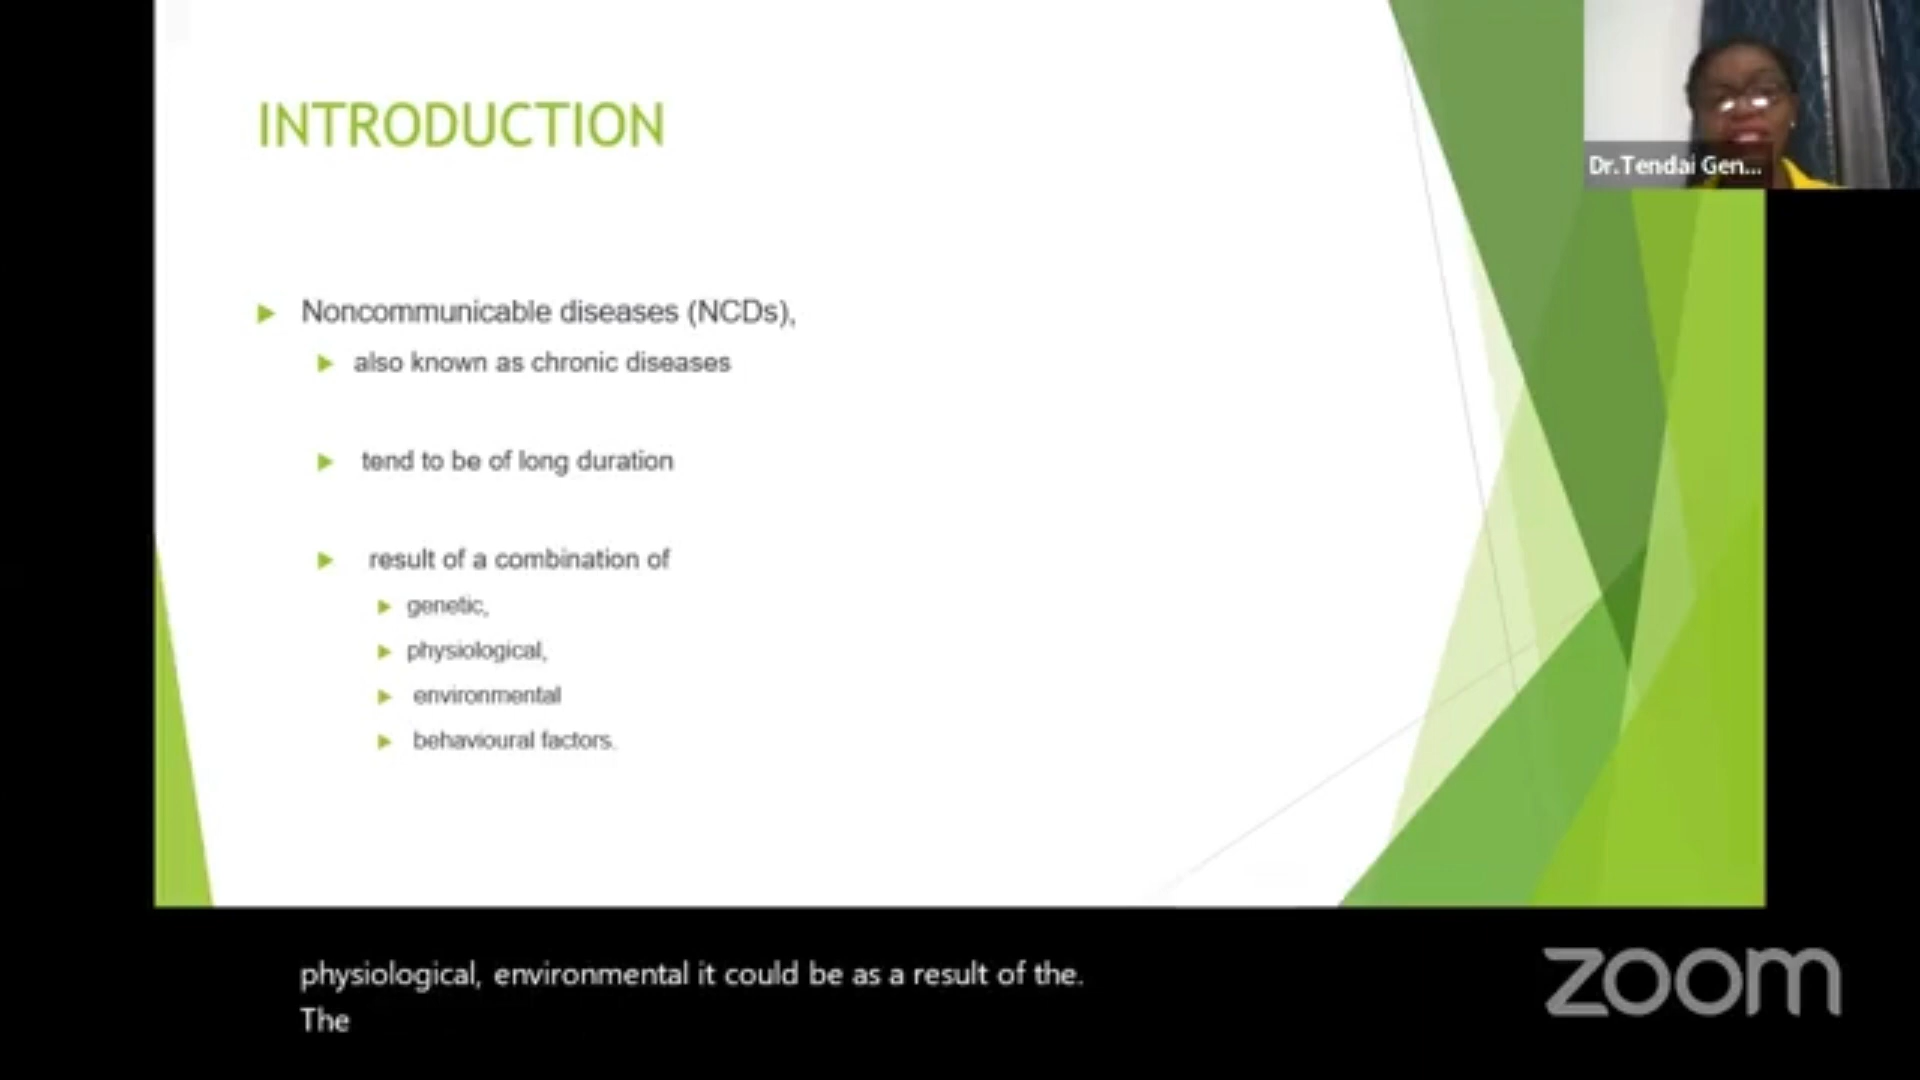 INTRODUCTION
Dr.Tendai Gen...
Noncommunicable diseases (NCDs),
also known as chronic diseases
tend to be of long duration
result of a combination of
genetic,
physiological,
environmental
behavioural factors.
physiological, environmental it could be as a result of the.
The
zoom